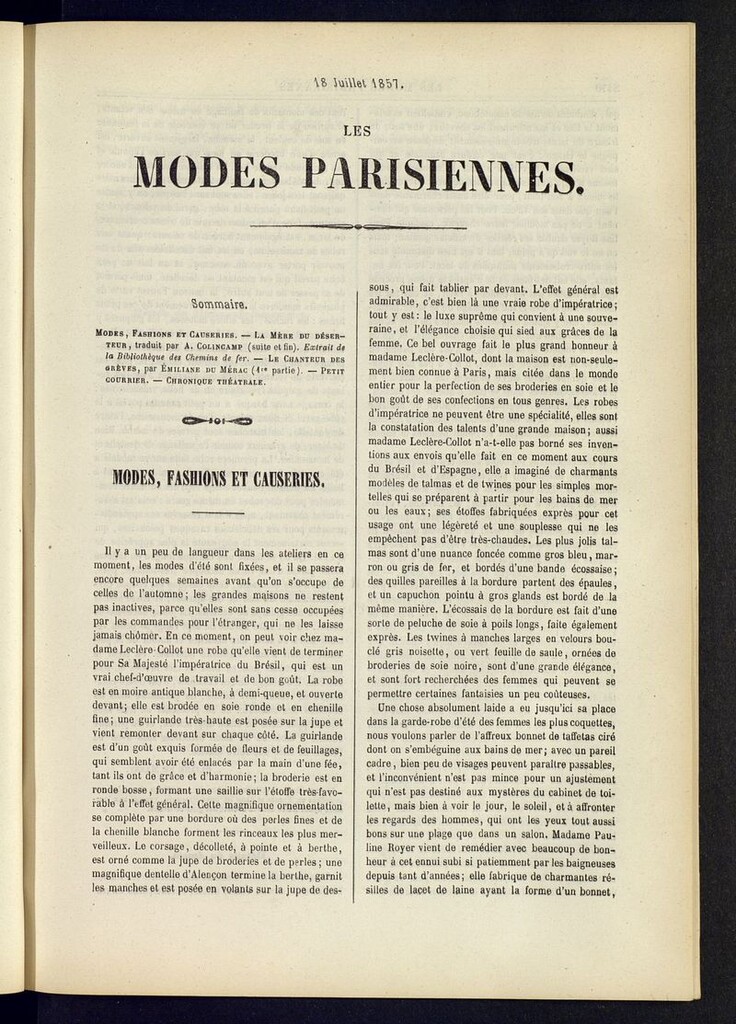 18 Juillet 1857.
LES
MODES PARISIENNES.
Sommaire.
MODES, FASHIONS ET CAUSERIES. — LA MÈRE DU DÉSER-
TEUR, traduit par A. COLINCAMP (suite et fin). Extrait de
la Bibliothèque des Chemins de fer. — LE CHANTEUR DES
GRÈVES, par ÉMILIANE DU MÉRAC (4re partie). — PETIT
COURRIER. — CHRONIQUE THÉATRALE.
MODES, FASHIONS ET CAUSERIES.
Il y a un peu de langueur dans les ateliers en ce
moment, les modes d'été sont fixées, et il se passera
encore quelques semaines avant qu'on s'occupe de
celles de l'automne; les grandes maisons ne restent
pas inactives, parce qu'elles sont sans cesse occupées
par les commandes pour l'étranger, qui ne les laisse
jamais chômer. En ce moment, on peut voir chez ma-
dame Leclère-Collot une robe qu'elle vient de terminer
pour Sa Majesté l'impératrice du Brésil, qui est un
vrai chef-d'œuvre de travail et de bon goût. La robe
est en moire antique blanche, à demi-queue, et ouverte
devant; elle est brodée en soie ronde et en chenille
fine; une guirlande très-haute est posée sur la jupe et
vient remonter devant sur chaque côté. La guirlande
est d'un goût exquis formée de fleurs et de feuillages,
qui semblent avoir été enlacés par la main d'une fée,
tant ils ont de grâce et d'harmonie; la broderie est en
ronde bosse, formant une saillie sur l'étoffe très-favo-
rable à l'effet général. Cette magnifique ornementation
se complète par une bordure où des perles fines et de
la chenille blanche forment les rinceaux les plus mer-
veilleux. Le corsage, décolleté, à pointe et à berthe,
est orné comme la jupe de broderies et de perles; une
magnifique dentelle d'Alençon termine la berthe, garnit
les manches et est posée en volants sur la jupe de des-
sous, qui fait tablier par devant. L'effet général est
admirable, c'est bien là une vraie robe d'impératrice;
tout y est: le luxe suprême qui convient à une souve-
raine, et l'élégance choisie qui sied aux grâces de la
femme. Ce bel ouvrage fait le plus grand honneur à
madame Leclère-Collot, dont la maison est non-seule-
ment bien connue à Paris, mais citée dans le monde
entier pour la perfection de ses broderies en soie et le
bon goût de ses confections en tous genres. Les robes
d'impératrice ne peuvent être une spécialité, elles sont
la constatation des talents d'une grande maison; aussi
madame Leclère-Collot n'a-t-elle pas borné ses inven-
tions aux envois qu'elle fait en ce moment aux cours
du Brésil et d'Espagne, elle a imaginé de charmants
modèles de talmas et de twines pour les simples mor-
telles qui se préparent à partir pour les bains de mer
ou les eaux; ses étoffes fabriquées exprès pour cet
usage ont une légèreté et une souplesse qui ne les
empêchent pas d'être très-chaudes. Les plus jolis tal-
mas sont d'une nuance foncée comme gros bleu, mar-
ron ou gris de fer, et bordés d'une bande écossaise;
des quilles pareilles à la bordure partent des épaules,
et un capuchon pointu à gros glands est bordé de la
même manière. L'écossais de la bordure est fait d'une
sorte de peluche de soie à poils longs, faite également
exprès. Les twines à manches larges en velours bou-
clé gris noisette, ou vert feuille de saule, ornées de
broderies de soie noire, sont d'une grande élégance,
et sont fort recherchées des femmes qui peuvent se
permettre certaines fantaisies un peu coûteuses.
Une chose absolument laide a eu jusqu'ici sa place
dans la garde-robe d'été des femmes les plus coquettes,
nous voulons parler de l'affreux bonnet de taffetas ciré
dont on s'embéguine aux bains de mer; avec un pareil
cadre, bien peu de visages peuvent paraître passables,
et l'inconvénient n'est pas mince pour un ajustement
qui n'est pas destiné aux mystères du cabinet de toi-
lette, mais bien à voir le jour, le soleil, et à affronter
les regards des hommes, qui ont les yeux tout aussi
bons sur une plage que dans un salon. Madame Pau-
line Royer vient de remédier avec beaucoup de bon-
heur à cet ennui subi si patiemment par les baigneuses
depuis tant d'années; elle fabrique de charmantes ré-
silles de lacet de laine ayant la forme d'un bonnet,